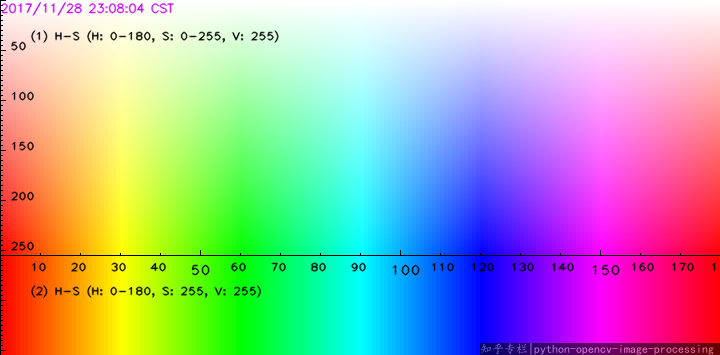 2017/11/28 23:08:04 CST
(1) H-S (H: 0-180, S: 0-255, V: 255)
50
100
150
200
250
10 20 30 40 50 60 70 80 90 100 110 120 130 140 150 160 170 180
(2) H-S (H: 0-180, S: 255, V: 255)
知乎专栏|python-opencv-image-processing